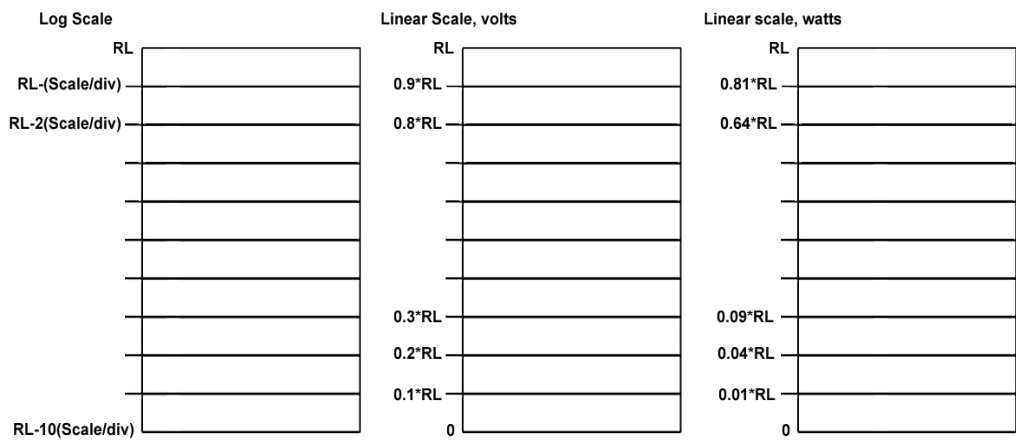 Log Scale
RL
RL-(Scale/div)
RL-2(Scale/div)
RL-10(Scale/div)
Linear Scale, volts
RL
0.9*RL
0.8*RL
0.3*RL
0.2*RL
0.1*RL
0
Linear scale, watts
RL
0.81*RL
0.64*RL
0.09*RL
0.04*RL
0.01*RL
0